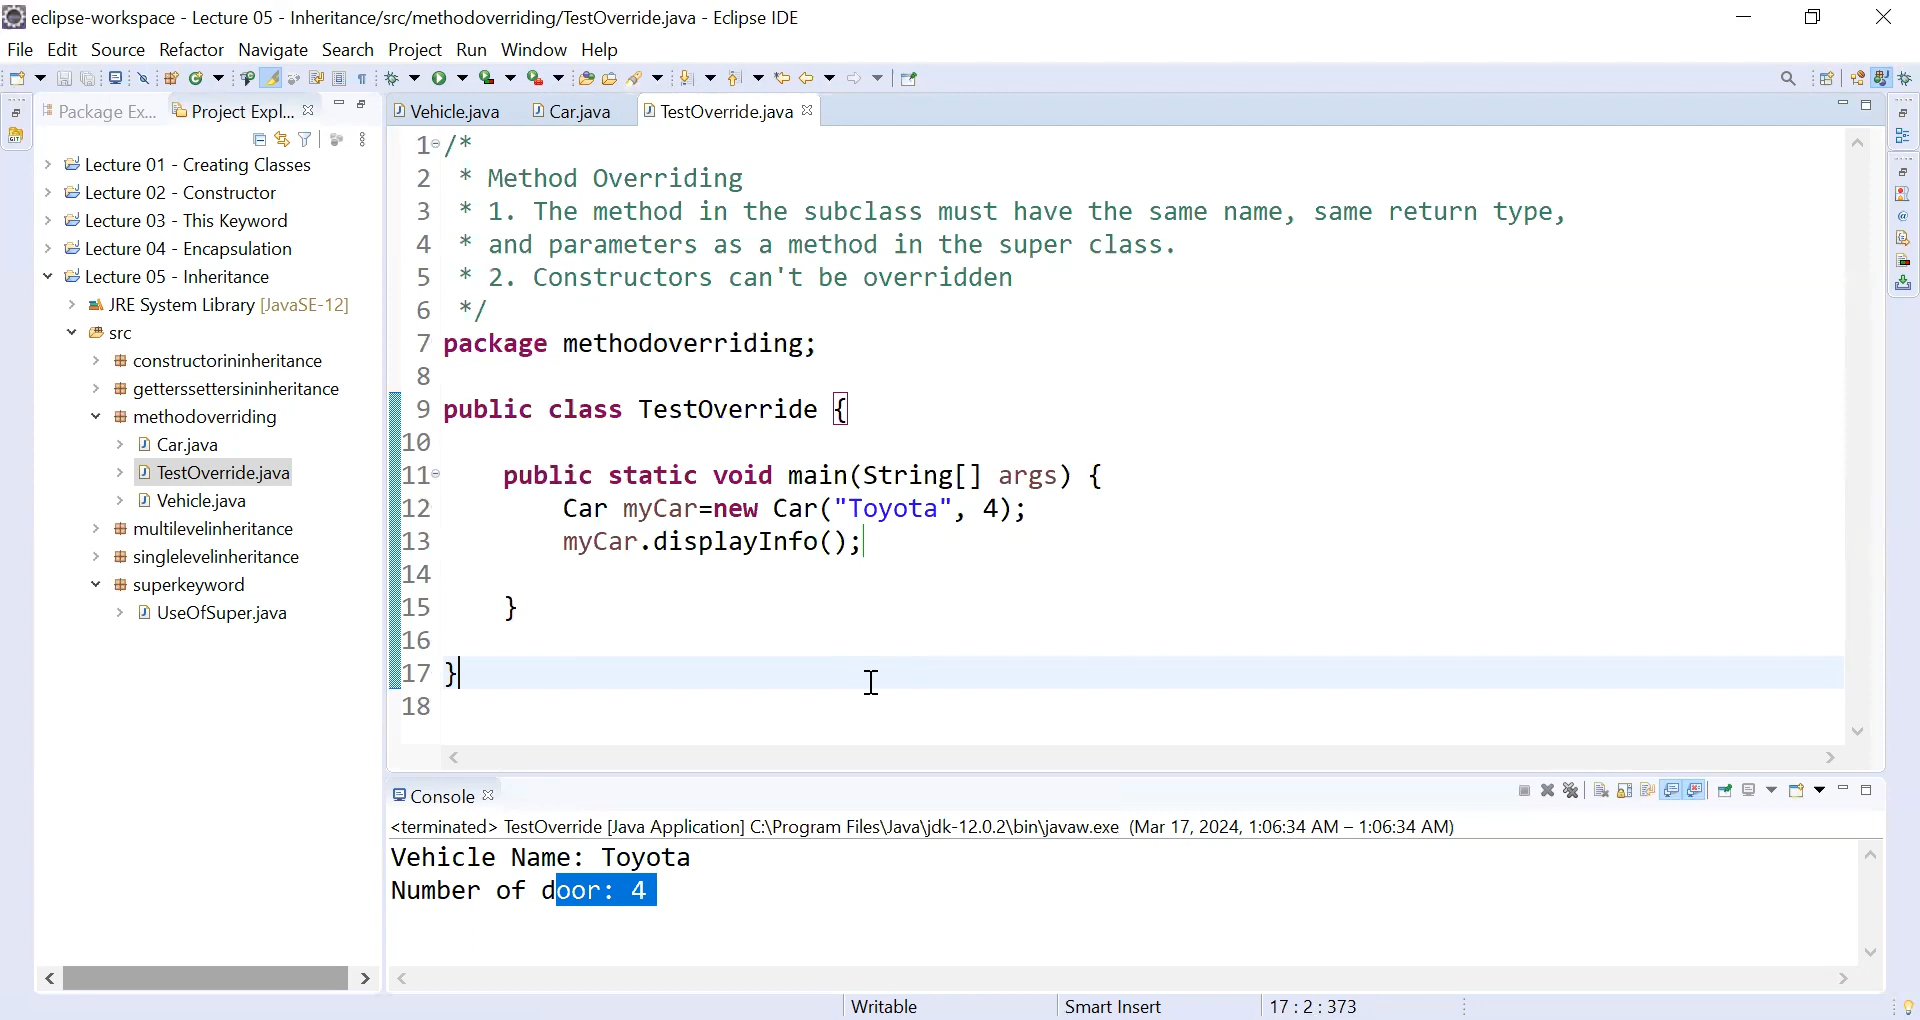 eclipse-workspace - Lecture 05 - Inheritance/src/methodoverriding/TestOverride.java - Eclipse IDE
File Edit Source Refactor Navigate Search Project Run Window Help
Package Ex... Project Expl...
Vehicle.java Car.java TestOverride.java
Lecture 01 - Creating Classes
Lecture 02 - Constructor
Lecture 03 - This Keyword
Lecture 04 - Encapsulation
Lecture 05 - Inheritance
JRE System Library [JavaSE-12]
src
constructorininheritance
getterssettersininheritance
methodoverriding
Car.java
TestOverride.java
Vehicle.java
multilevelinheritance
singlelevelinheritance
superkeyword
UseOfSuper.java
1 /*
2 * Method Overriding
3 * 1. The method in the subclass must have the same name, same return type,
4 * and parameters as a method in the super class.
5 * 2. Constructors can't be overridden
6 */
7 package methodoverriding;
8
9 public class TestOverride {
10
11 public static void main(String[] args) {
12 Car myCar=new Car("Toyota", 4);
13 myCar.displayInfo();
14
15 }
16
17 }
18
Console
<terminated> TestOverride [Java Application] C:\Program Files\Java\jdk-12.0.2\bin\javaw.exe (Mar 17, 2024, 1:06:34 AM – 1:06:34 AM)
Vehicle Name: Toyota
Number of door: 4
Writable Smart Insert 17 : 2 : 373